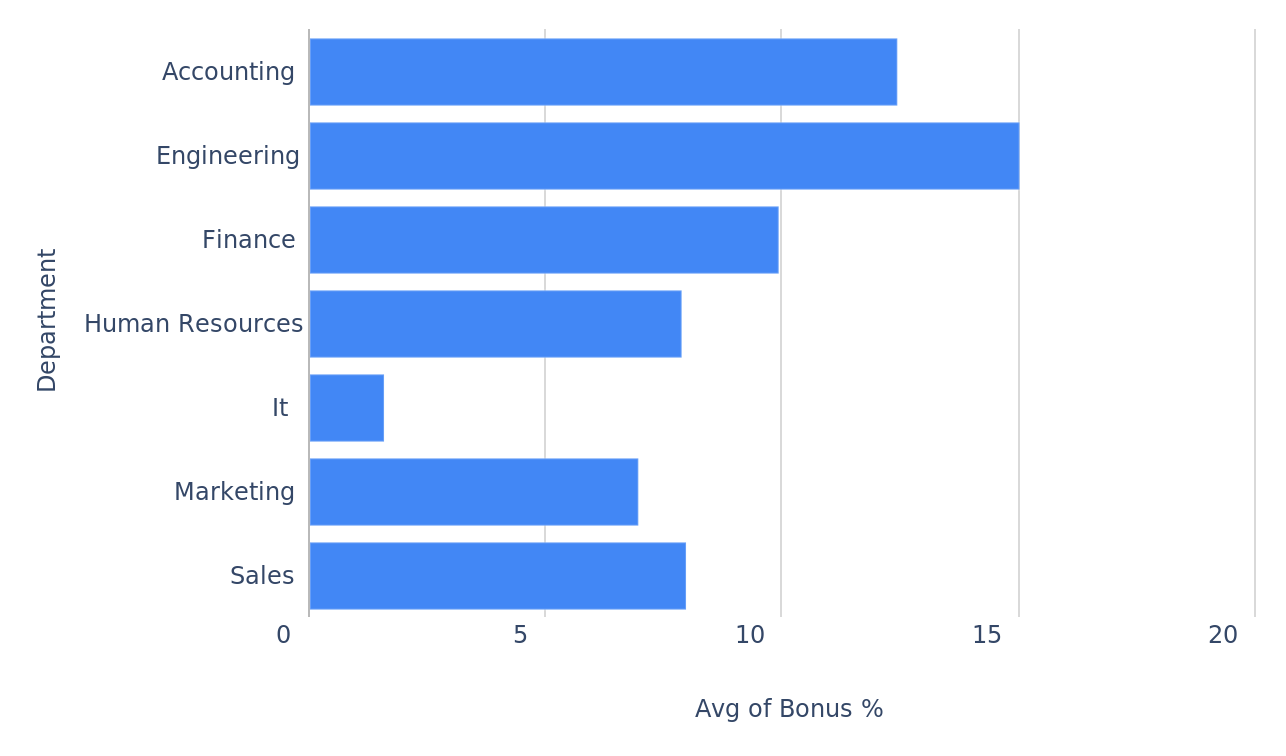 Accounting
Engineering
Finance
Human Resources
It
Marketing
Sales
Department
0 5 10 15 20
Avg of Bonus %